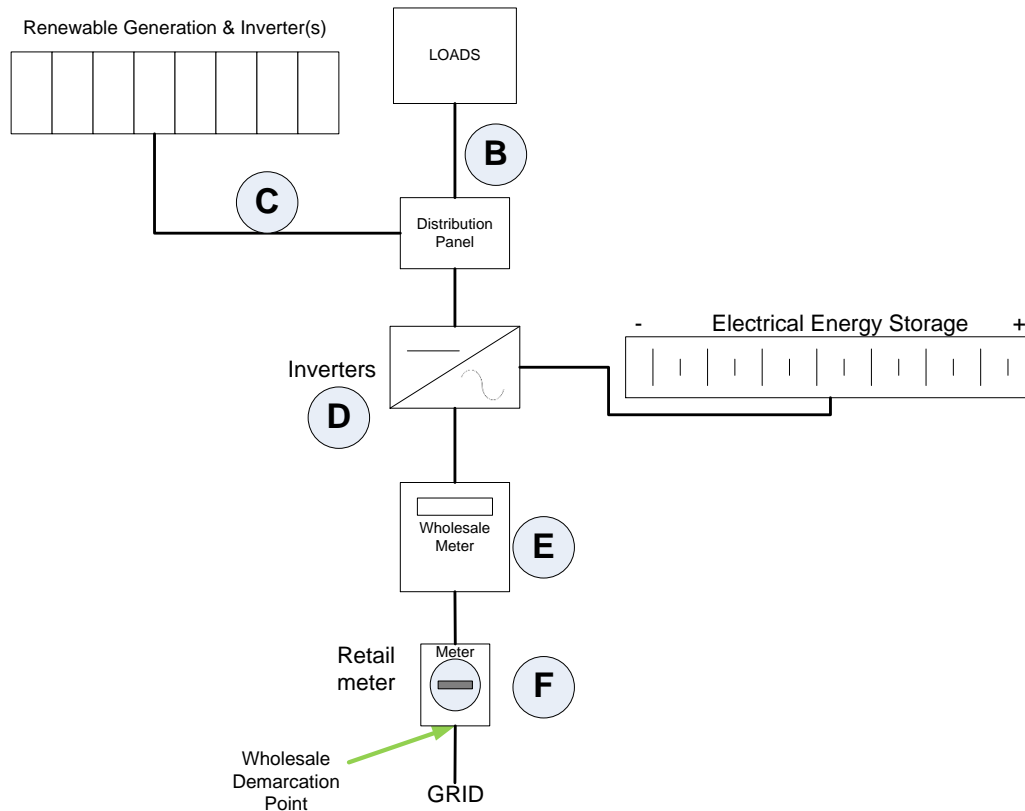 Renewable Generation & Inverter(s)
LOADS
B
C
Distribution
Panel
- Electrical Energy Storage +
Inverters
D
Wholesale
Meter
E
Retail
meter
Meter
F
Wholesale
Demarcation
Point
GRID